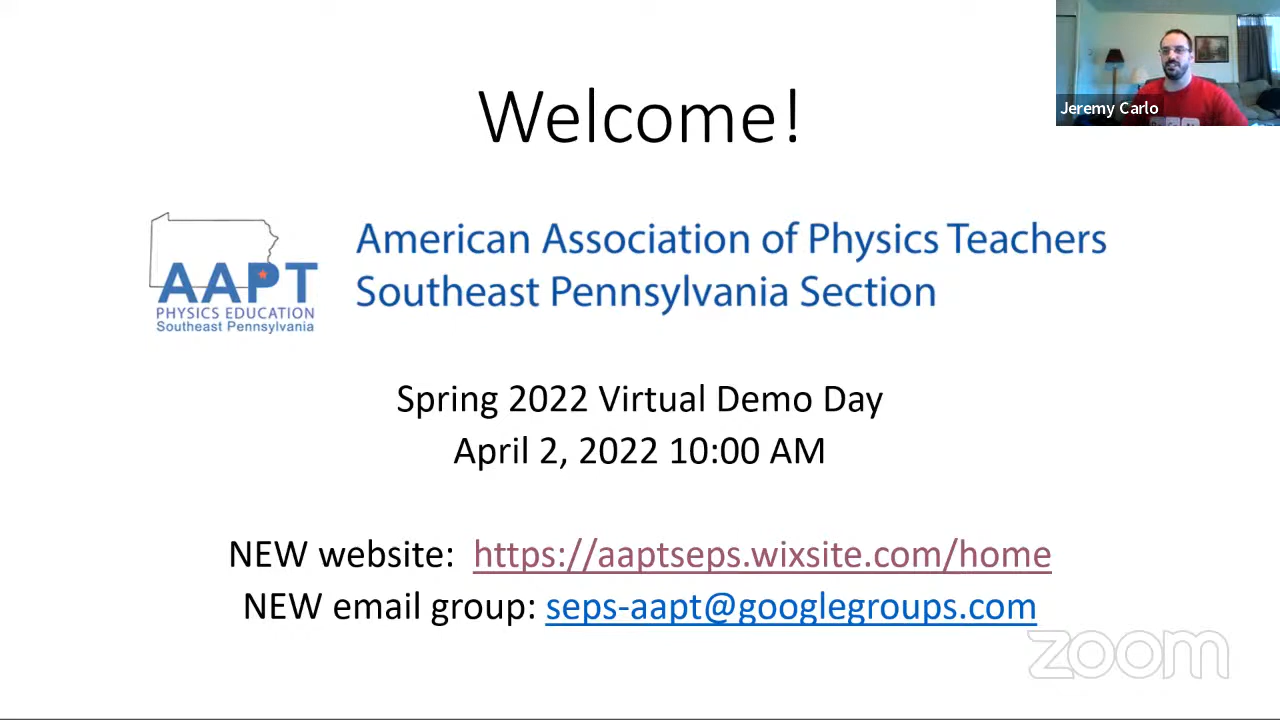 Welcome!
Jeremy Carlo
AAPT
PHYSICS EDUCATION
Southeast Pennsylvania
American Association of Physics Teachers
Southeast Pennsylvania Section
Spring 2022 Virtual Demo Day
April 2, 2022 10:00 AM
NEW website: https://aaptseps.wixsite.com/home
NEW email group: seps-aapt@googlegroups.com
zoom